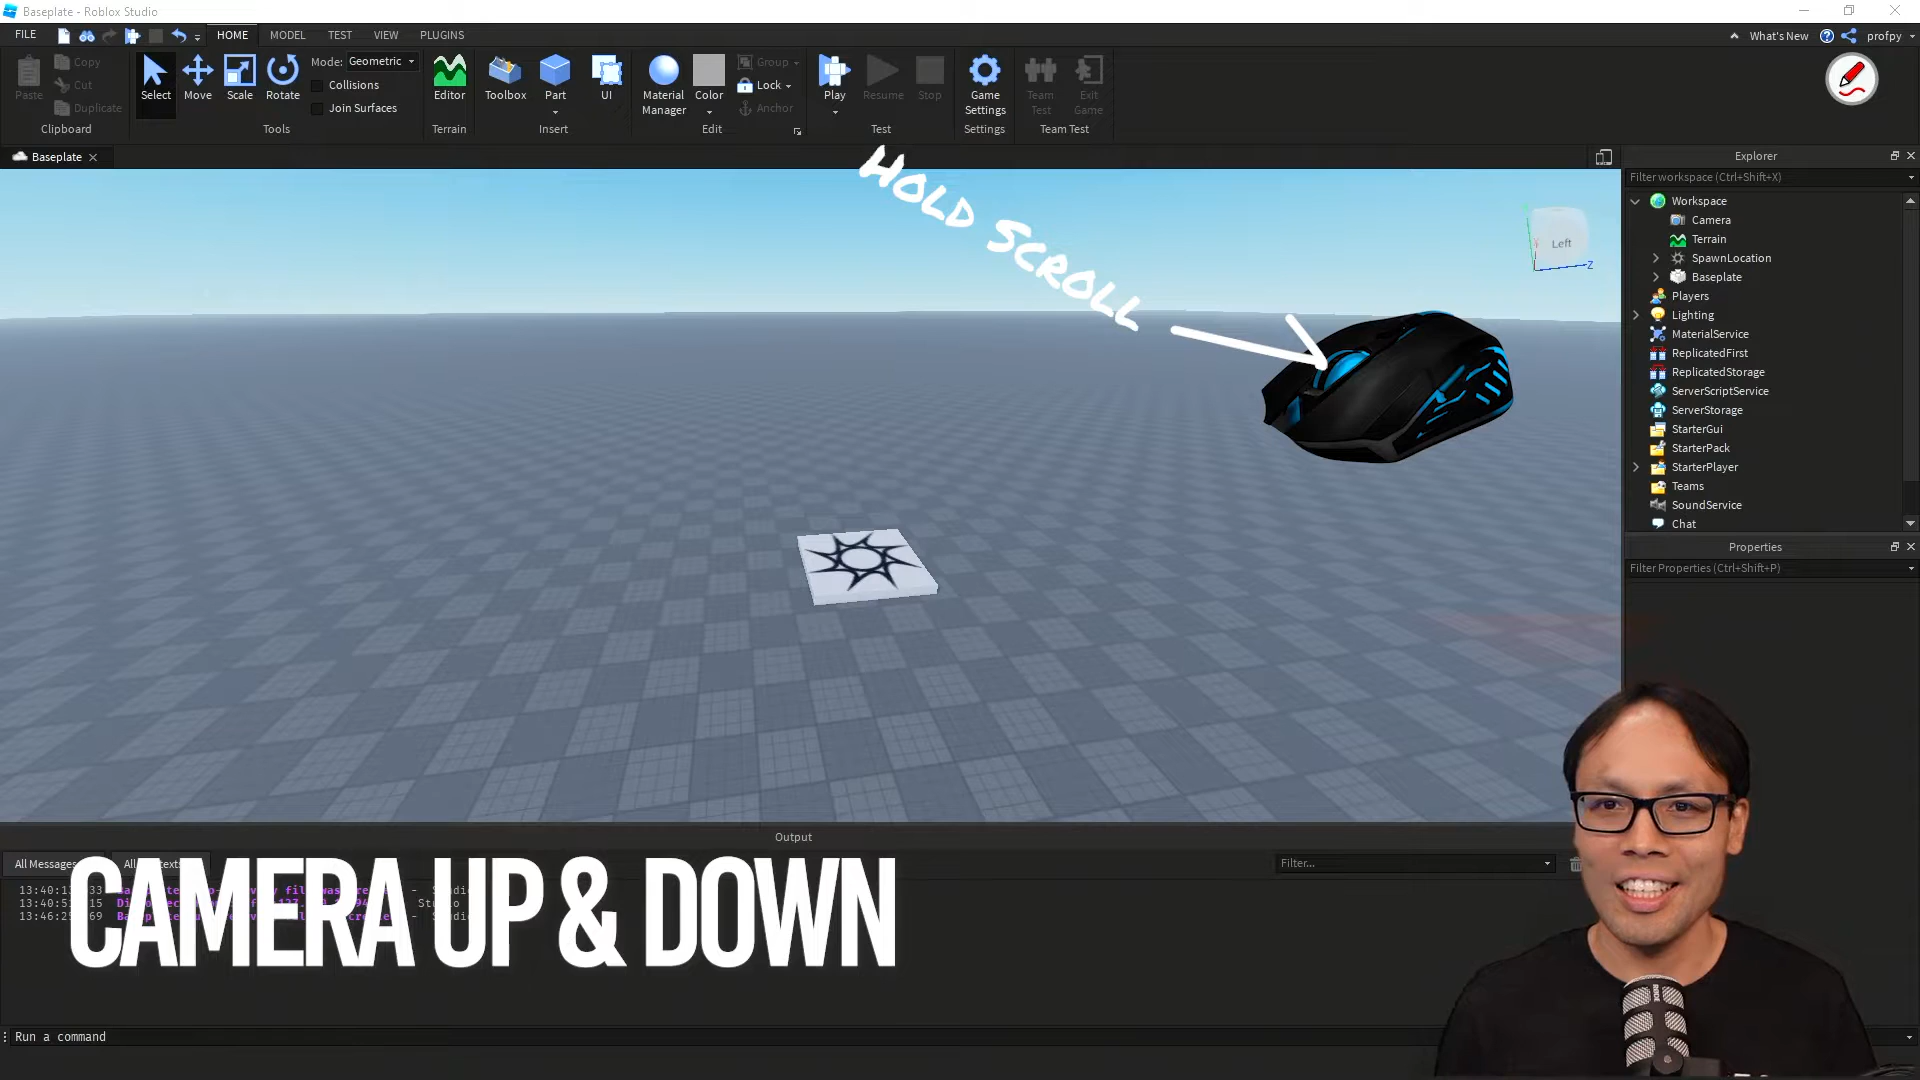 Baseplate - Roblox Studio
FILE
HOME
MODEL
TEST
VIEW
PLUGINS
What's New
profpy
Paste
Copy
Cut
Duplicate
Clipboard
Select
Move
Scale
Rotate
Mode: Geometric
Collisions
Join Surfaces
Tools
Editor
Terrain
Toolbox
Part
UI
Insert
Material
Manager
Color
Group
Lock
Anchor
Edit
Play
Resume
Stop
Test
Game
Settings
Settings
Team
Test
Exit
Game
Team Test
Baseplate
HOLD SCROLL
Left
Z
Explorer
Filter workspace (Ctrl+Shift+X)
Workspace
Camera
Terrain
SpawnLocation
Baseplate
Players
Lighting
MaterialService
ReplicatedFirst
ReplicatedStorage
ServerScriptService
ServerStorage
StarterGui
StarterPack
StarterPlayer
Teams
SoundService
Chat
Properties
Filter Properties (Ctrl+Shift+P)
Output
All Messages
Filter...
CAMERA UP & DOWN
Run a command
RODE